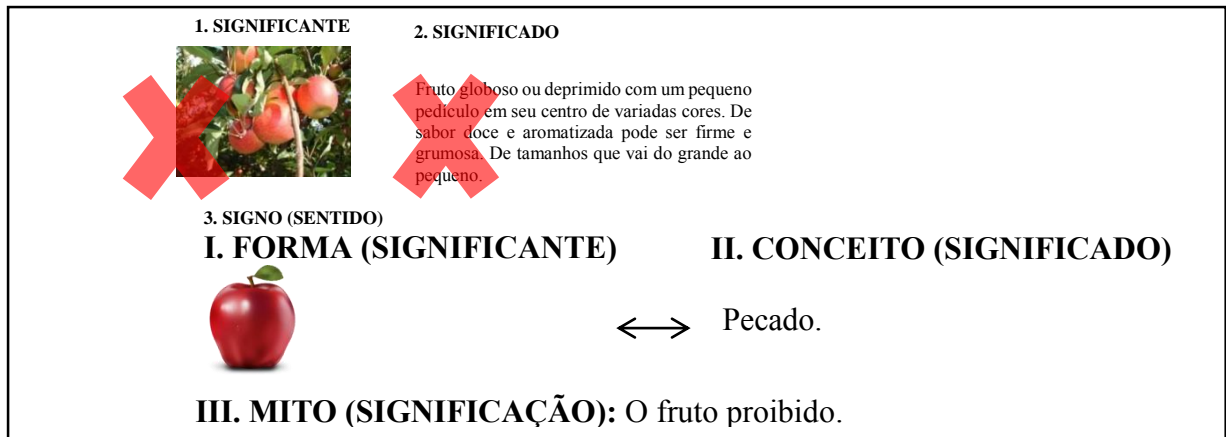 1. SIGNIFICANTE
2. SIGNIFICADO
Fruto globoso ou deprimido com um pequeno
pedículo em seu centro de variadas cores. De
sabor doce e aromatizada pode ser firme e
grumosa. De tamanhos que vai do grande ao
pequeno.
3. SIGNO (SENTIDO)
I. FORMA (SIGNIFICANTE)
II. CONCEITO (SIGNIFICADO)
Pecado.
III. MITO (SIGNIFICAÇÃO): O fruto proibido.